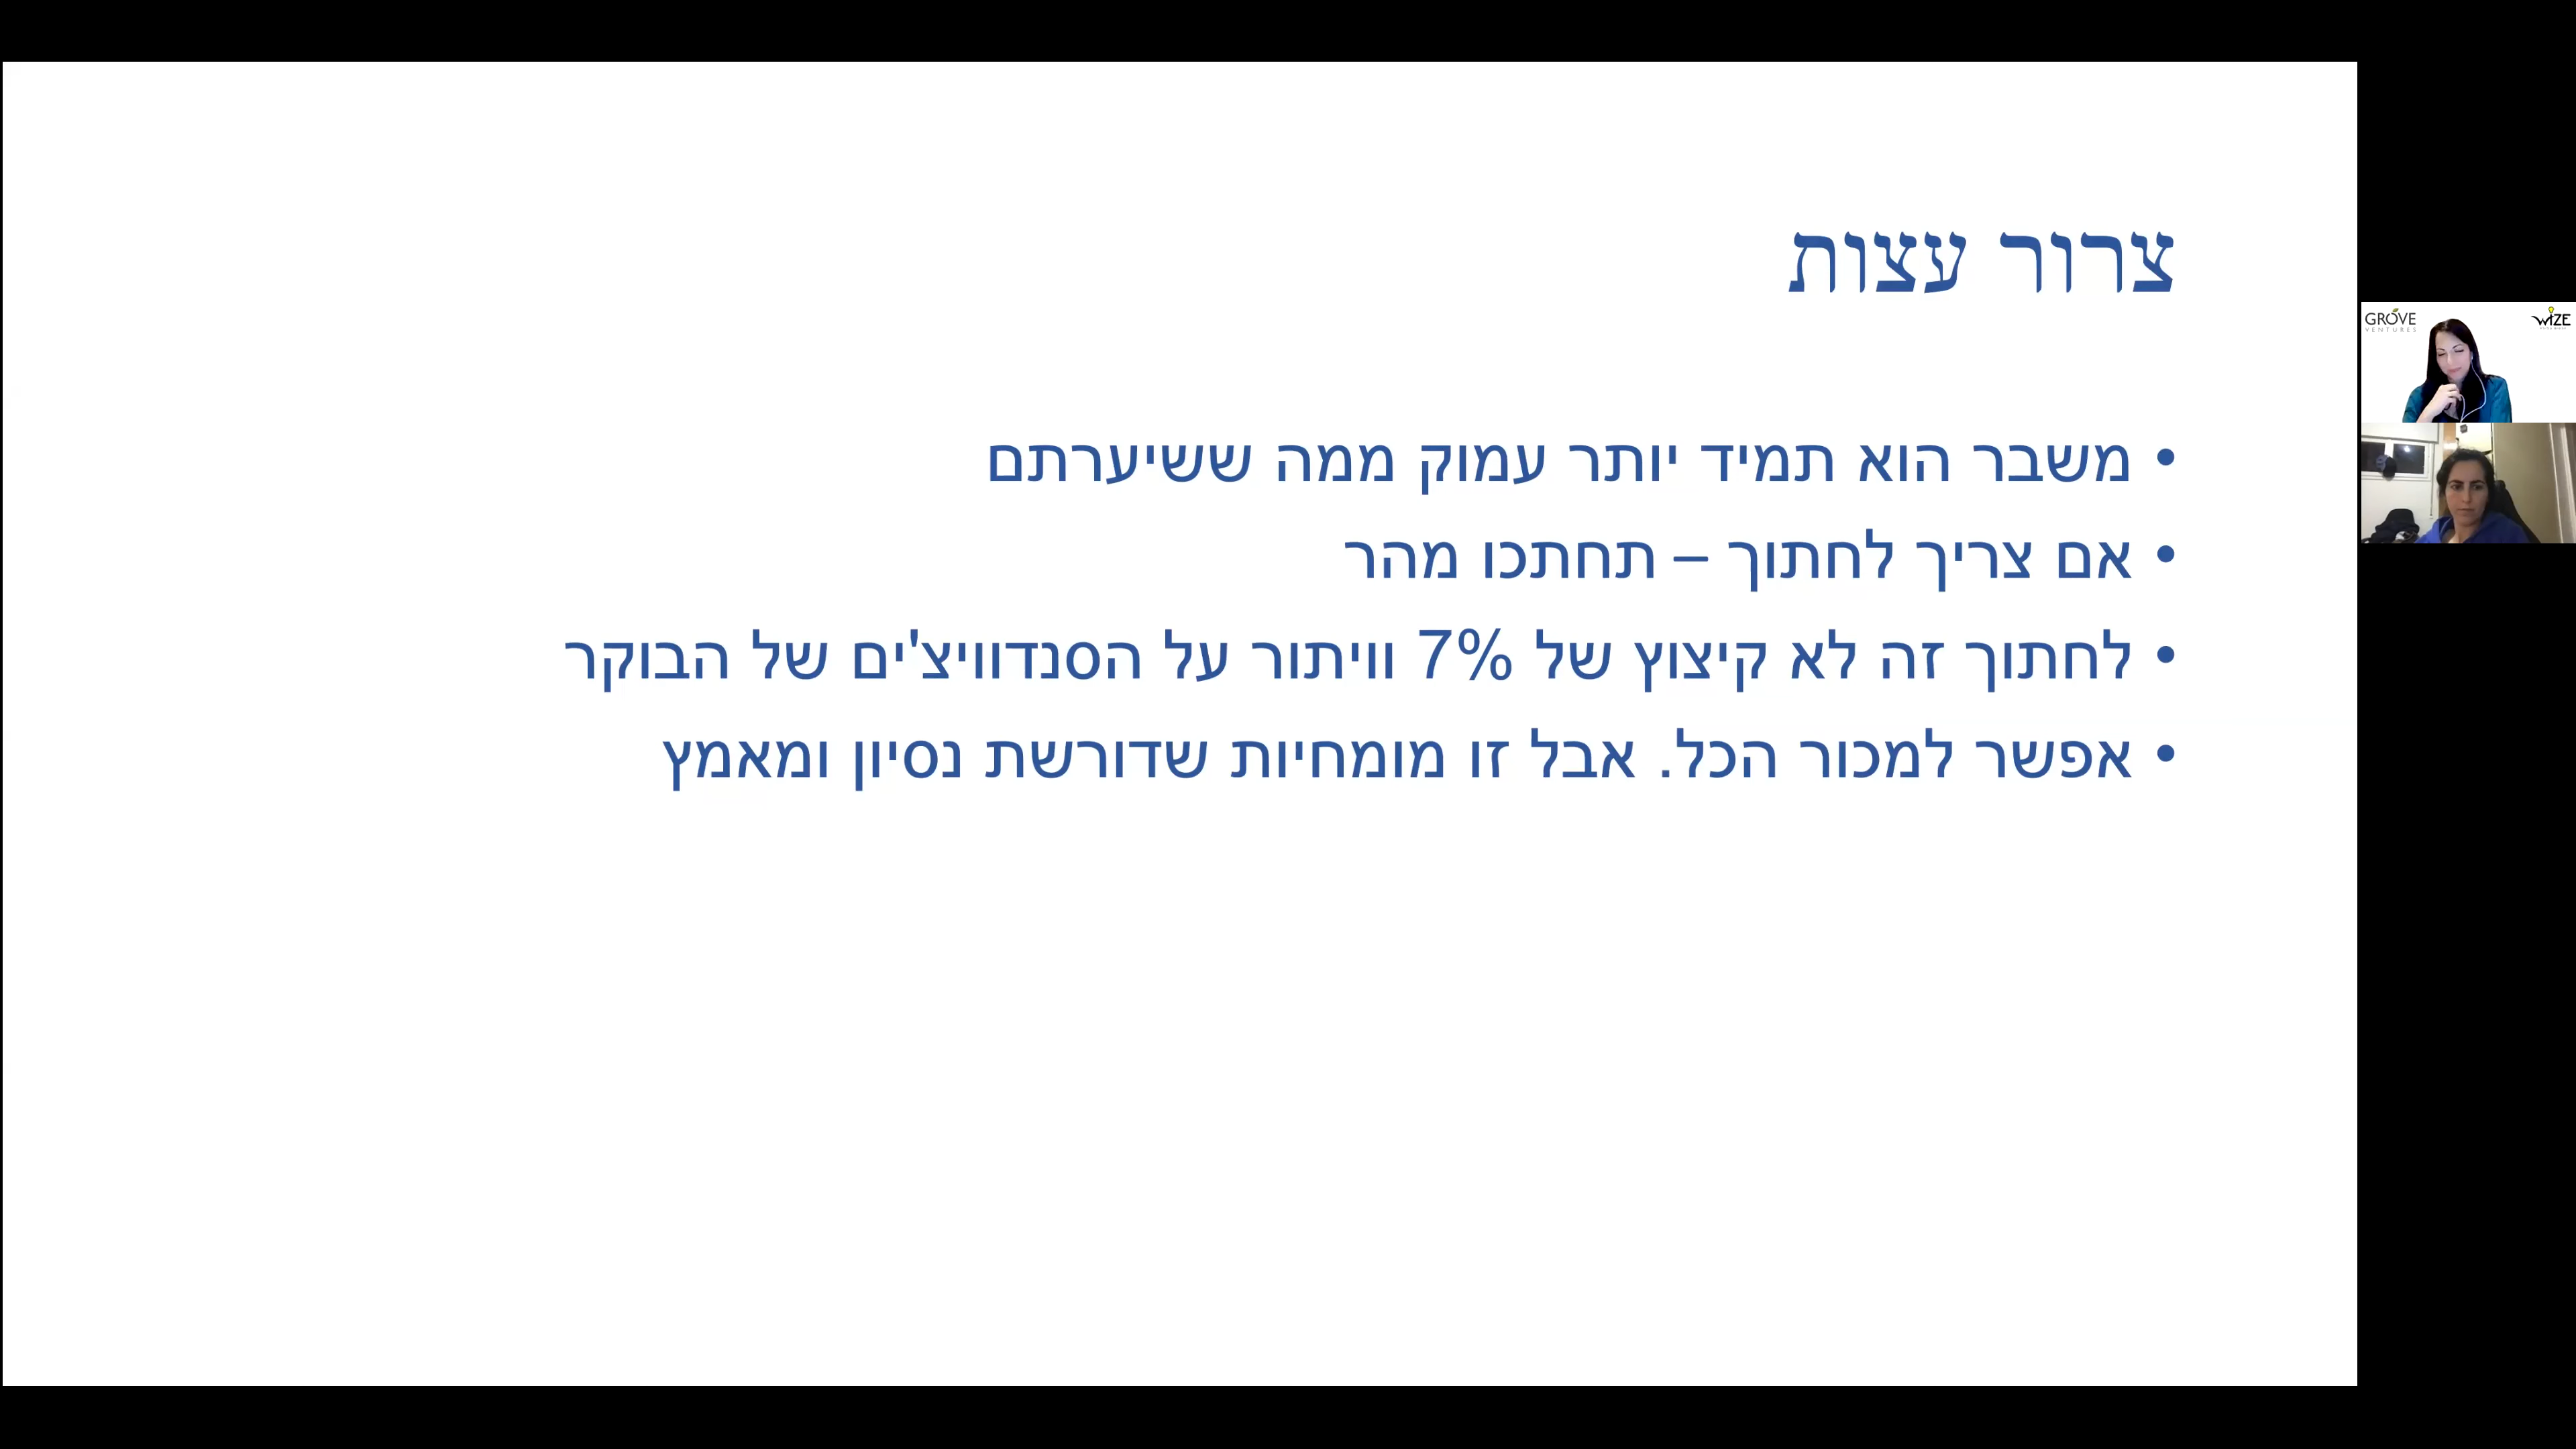 צרור עצות
• משבר הוא תמיד יותר עמוק ממה ששיערתם
• אם צריך לחתוך – תחתכו מהר
• לחתוך זה לא קיצוץ של 7% וויתור על הסנדוויצ'ים של הבוקר
• אפשר למכור הכל. אבל זו מומחיות שדורשת נסיון ומאמץ
GROVE
VENTURES
WIZE